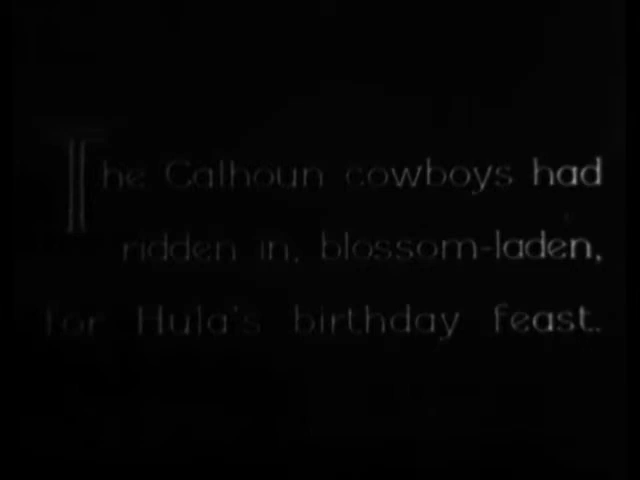 The Calhoun cowboys had
ridden in, blossom-laden,
for Hula's birthday feast.